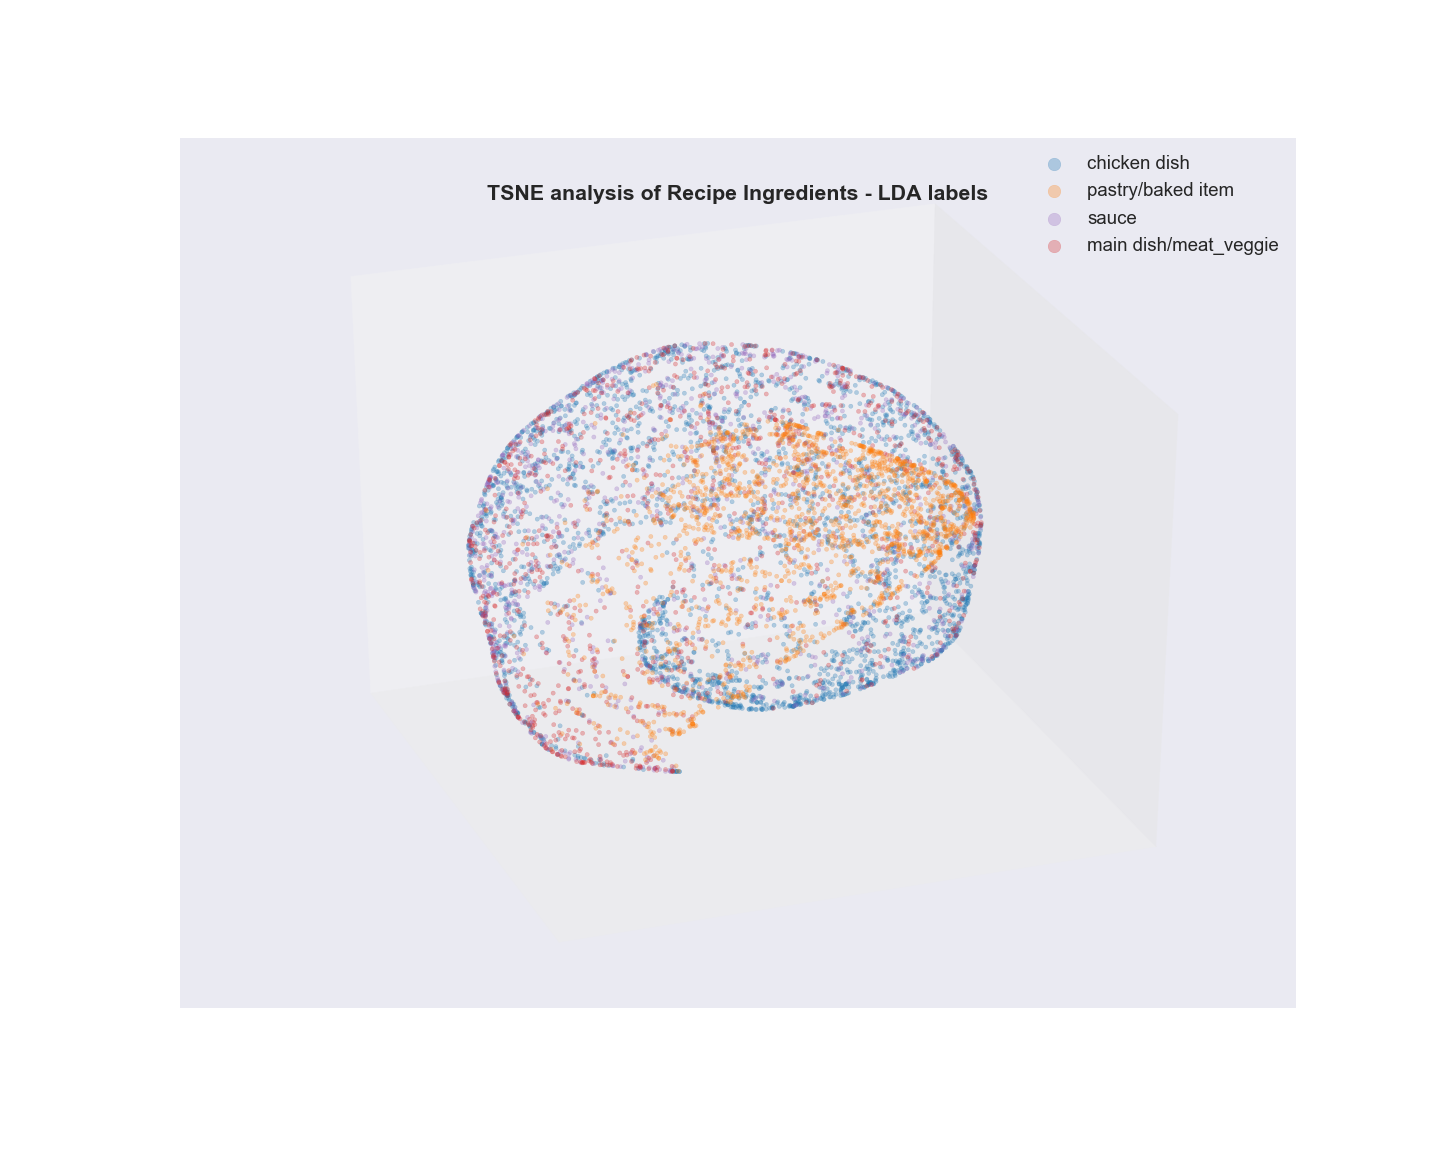 TSNE analysis of Recipe Ingredients - LDA labels
chicken dish
pastry/baked item
sauce
main dish/meat_veggie